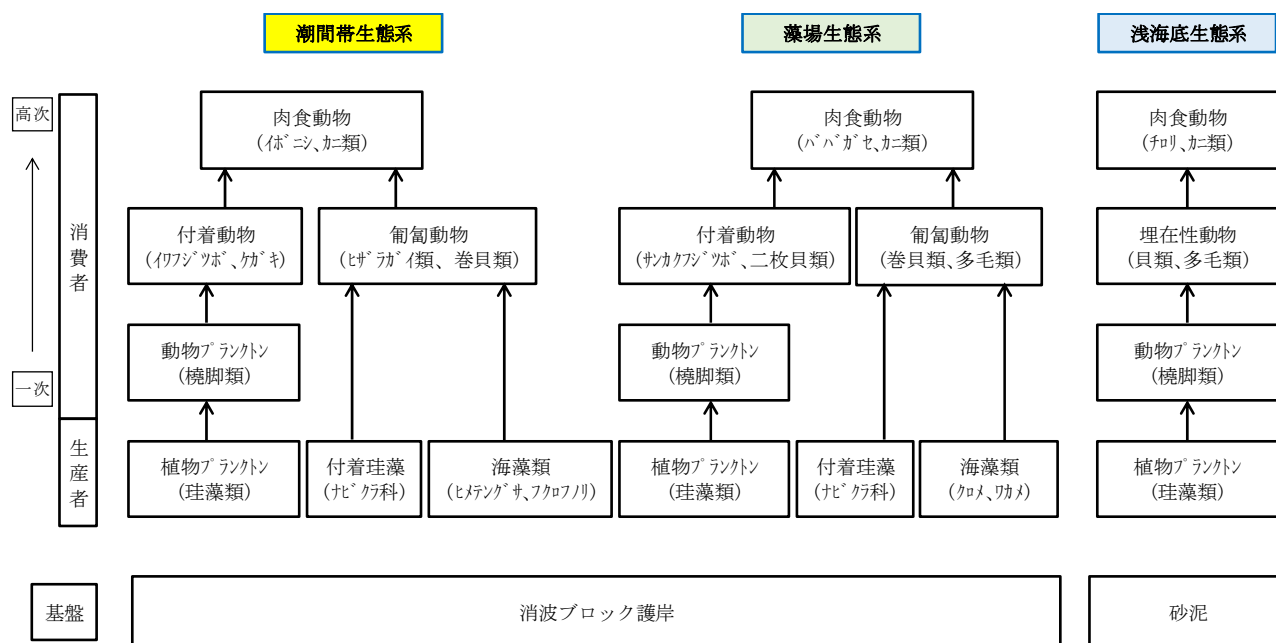 潮間帯生態系
藻場生態系
浅海底生態系
高次
一次
消費者
生産者
肉食動物
(ｲﾎﾞﾆｼ、ｶﾆ類)
肉食動物
(ﾊﾞﾊﾞｶﾞｾ、ｶﾆ類)
肉食動物
(ﾁﾛﾘ、ｶﾆ類)
付着動物
(ｲﾜﾌｼﾞﾂﾎﾞ、ｹｶﾞｷ)
匍匐動物
(ﾋｻﾞﾗｶﾞｲ類、巻貝類)
付着動物
(ｻﾝｶｸﾌｼﾞﾂﾎﾞ、二枚貝類)
匍匐動物
(巻貝類、多毛類)
埋在性動物
(貝類、多毛類)
動物ﾌﾟﾗﾝｸﾄﾝ
(橈脚類)
動物ﾌﾟﾗﾝｸﾄﾝ
(橈脚類)
動物ﾌﾟﾗﾝｸﾄﾝ
(橈脚類)
植物ﾌﾟﾗﾝｸﾄﾝ
(珪藻類)
付着珪藻
(ﾅﾋﾞｸﾗ科)
海藻類
(ﾋﾒﾃﾝｸﾞｻ、ﾌｸﾛﾌﾉﾘ)
植物ﾌﾟﾗﾝｸﾄﾝ
(珪藻類)
付着珪藻
(ﾅﾋﾞｸﾗ科)
海藻類
(ｸﾛﾒ、ﾜｶﾒ)
植物ﾌﾟﾗﾝｸﾄﾝ
(珪藻類)
基盤
消波ブロック護岸
砂泥